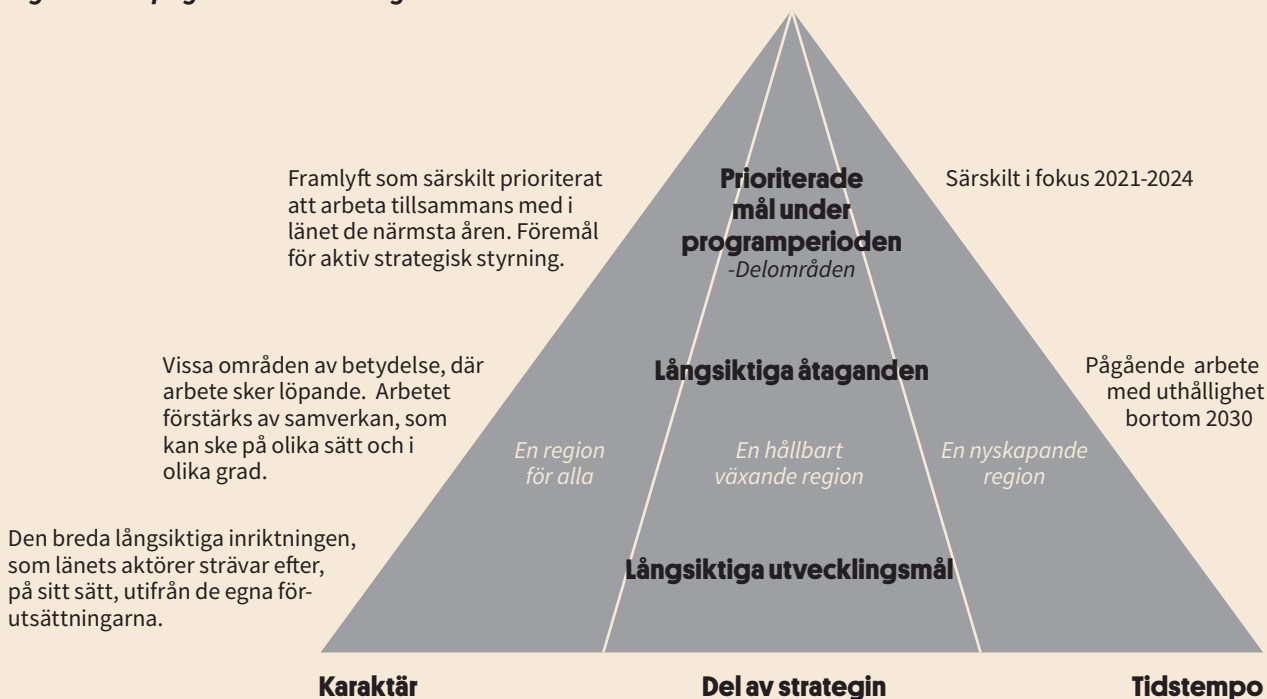 Framlyft som särskilt prioriterat
att arbeta tillsammans med i
länet de närmsta åren. Föremål
för aktiv strategisk styrning.
Prioriterade
mål under
programperioden
-Delområden
Särskilt i fokus 2021-2024
Vissa områden av betydelse, där
arbete sker löpande. Arbetet
förstärks av samverkan, som
kan ske på olika sätt och i
olika grad.
Långsiktiga åtaganden
Pågående arbete
med uthållighet
bortom 2030
En region
för alla
En hållbart
växande region
En nyskapande
region
Den breda långsiktiga inriktningen,
som länets aktörer strävar efter,
på sitt sätt, utifrån de egna för-
utsättningarna.
Långsiktiga utvecklingsmål
Karaktär
Del av strategin
Tidstempo